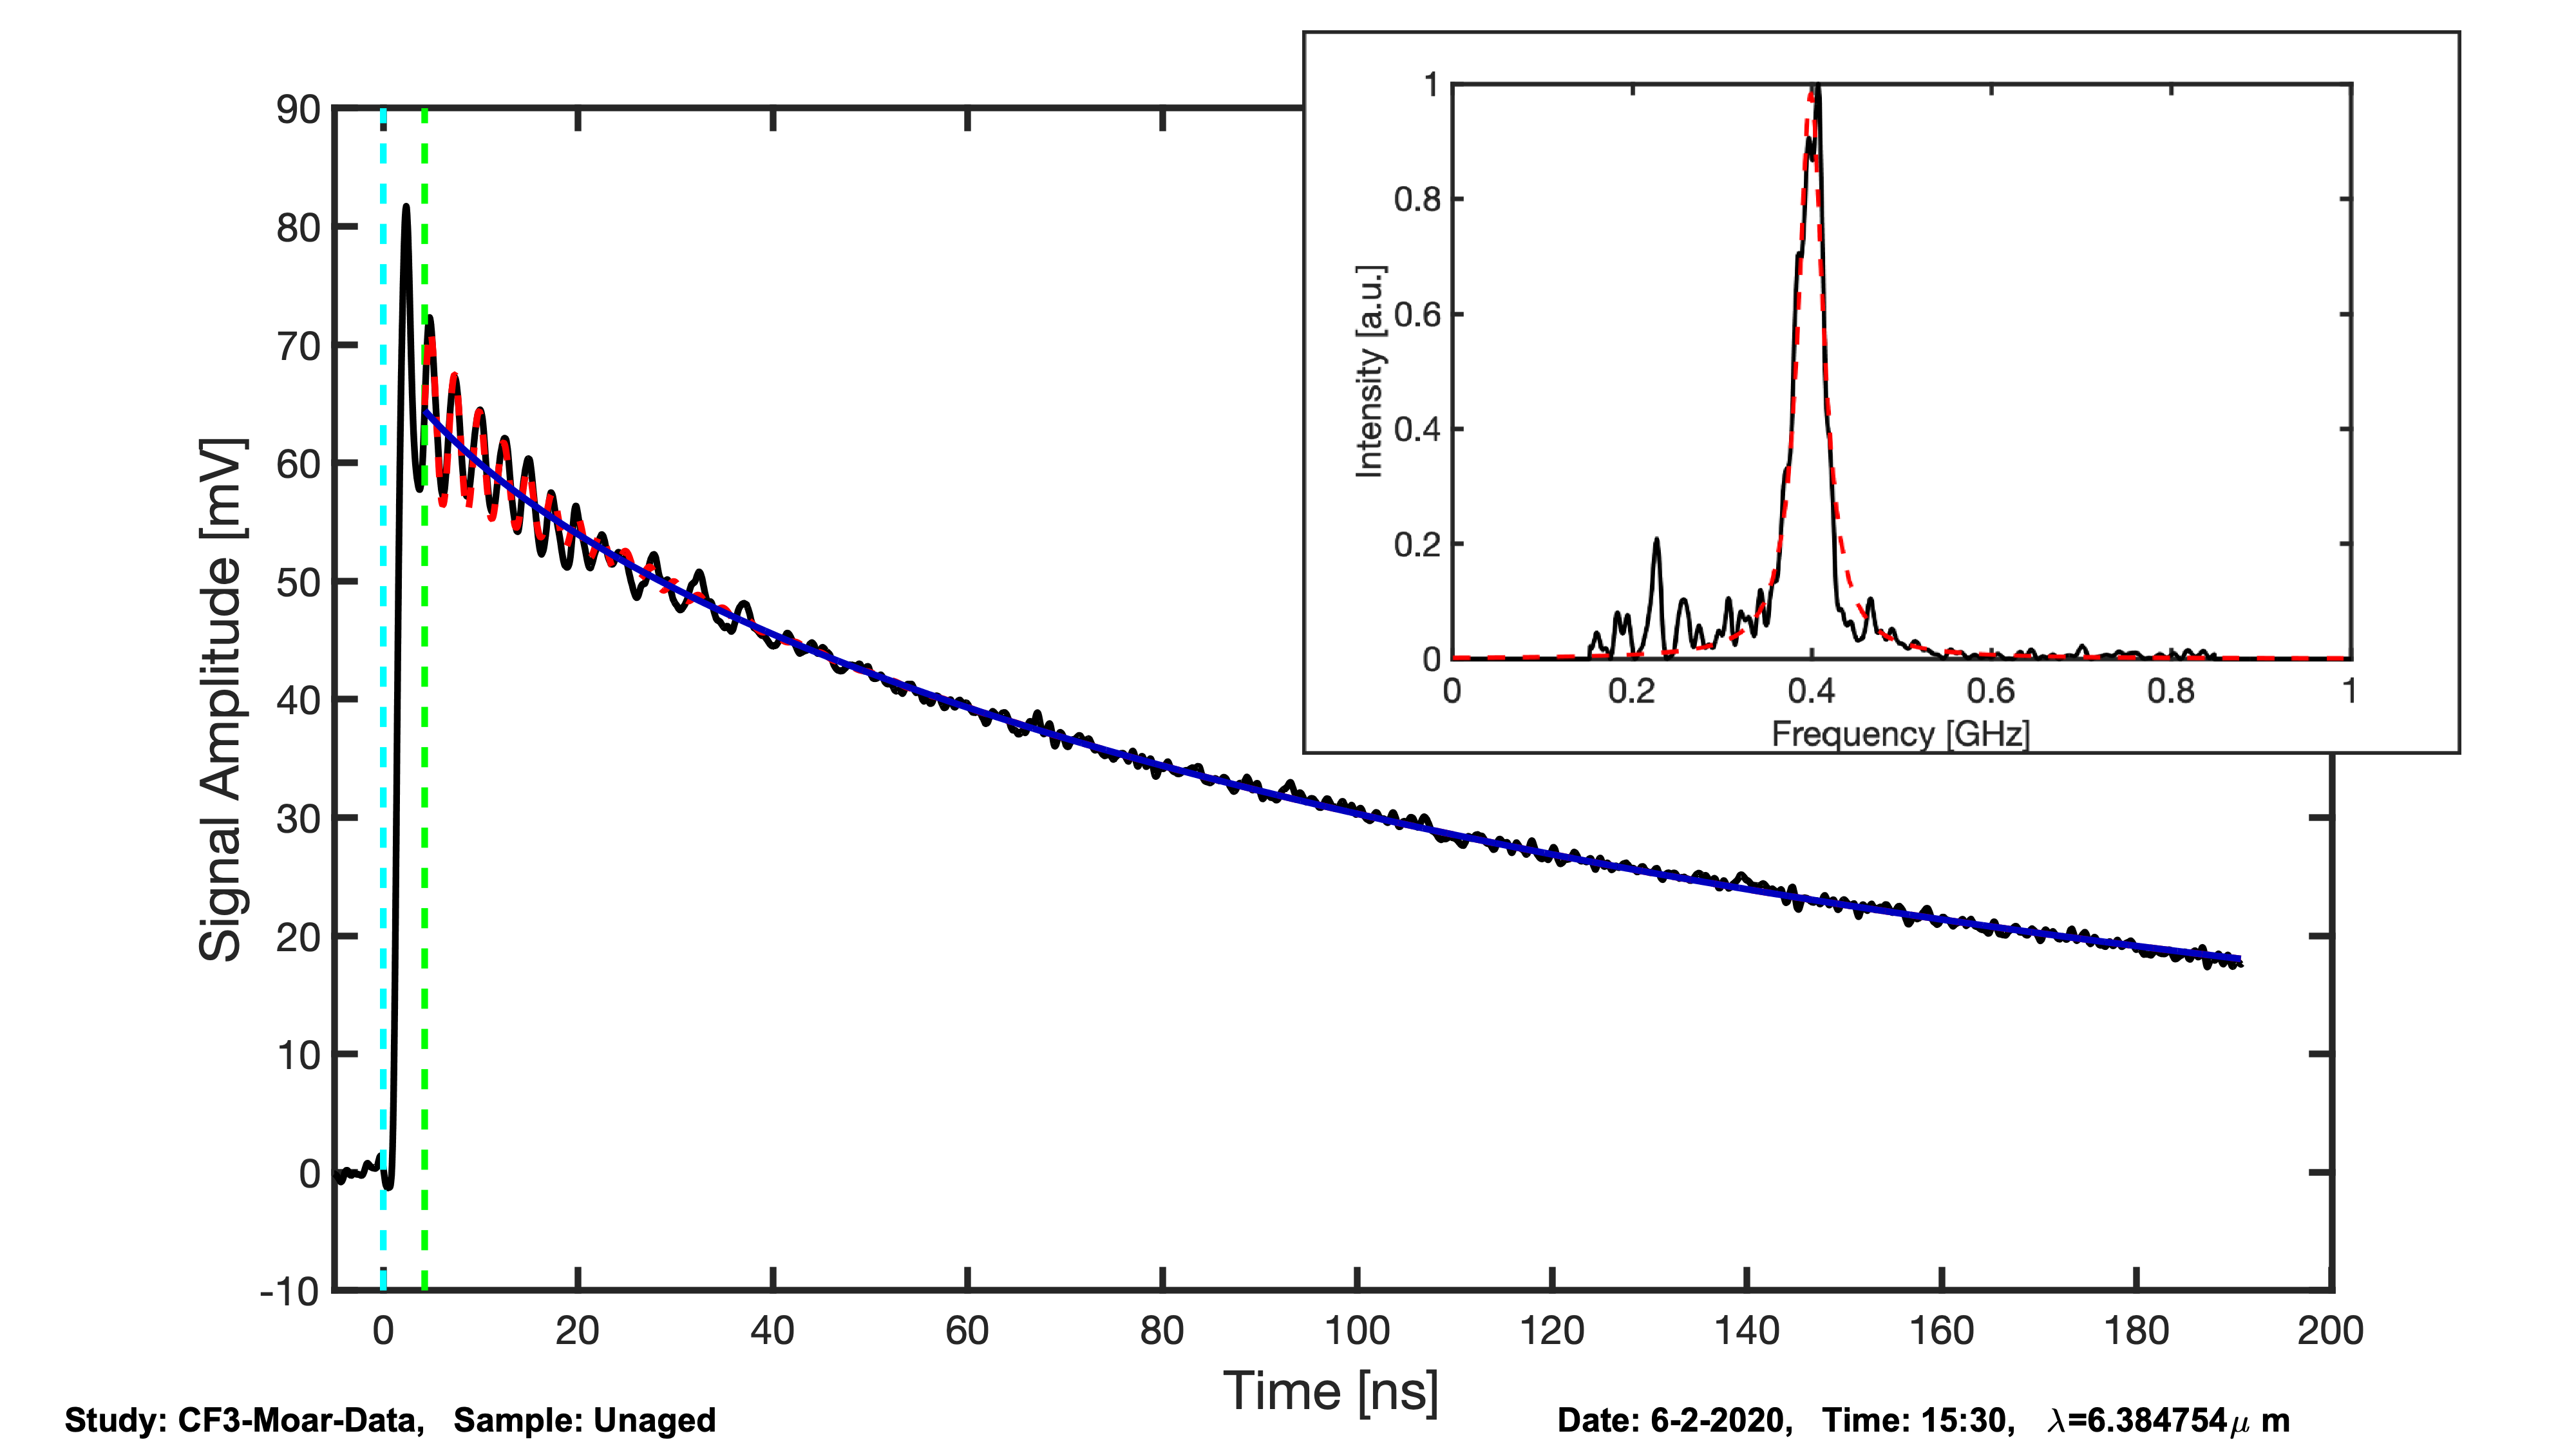 90
80
70
60
50
40
30
20
10
0
-10
Signal Amplitude [mV]
0 20 40 60 80 100 120 140 160 180 200
Time [ns]
1
0.8
0.6
0.4
0.2
0
Intensity [a.u.]
0 0.2 0.4 0.6 0.8 1
Frequency [GHz]
Study: CF3-Moar-Data, Sample: Unaged
Date: 6-2-2020, Time: 15:30, λ=6.384754μ m